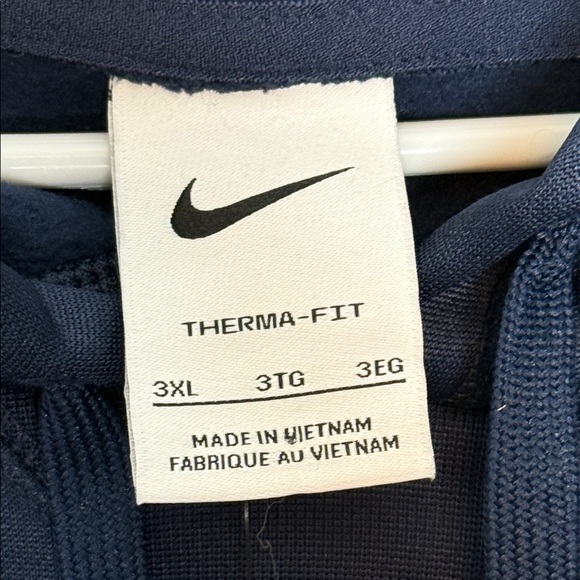 THERMA-FIT
3XL 3TG 3EG
MADE IN VIETNAM
FABRIQUE AU VIETNAM